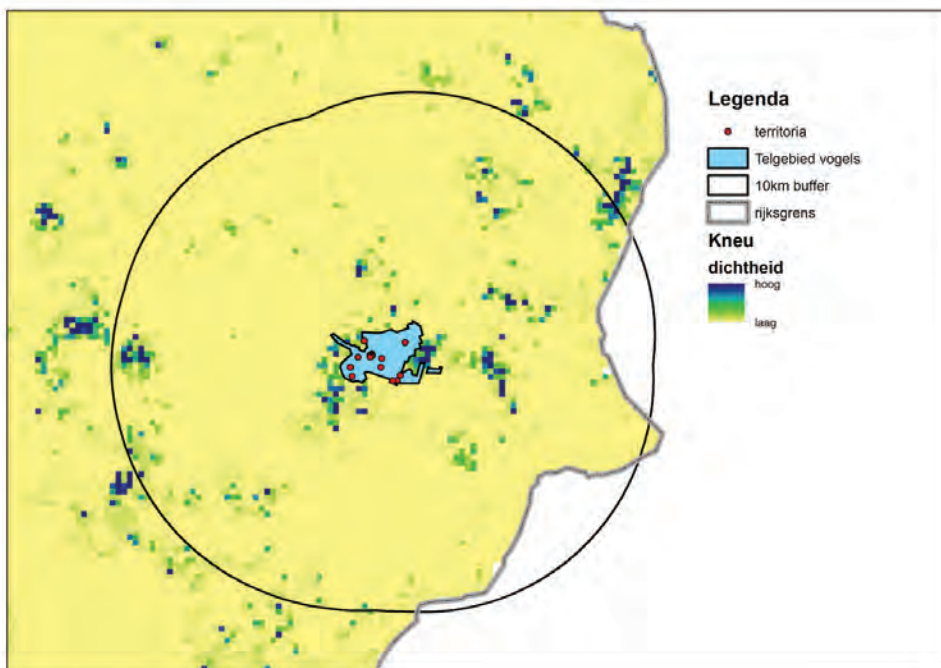 Legenda
territoria
Telgebied vogels
10km buffer
rijksgrens
Kneu
dichtheid
hoog
laag